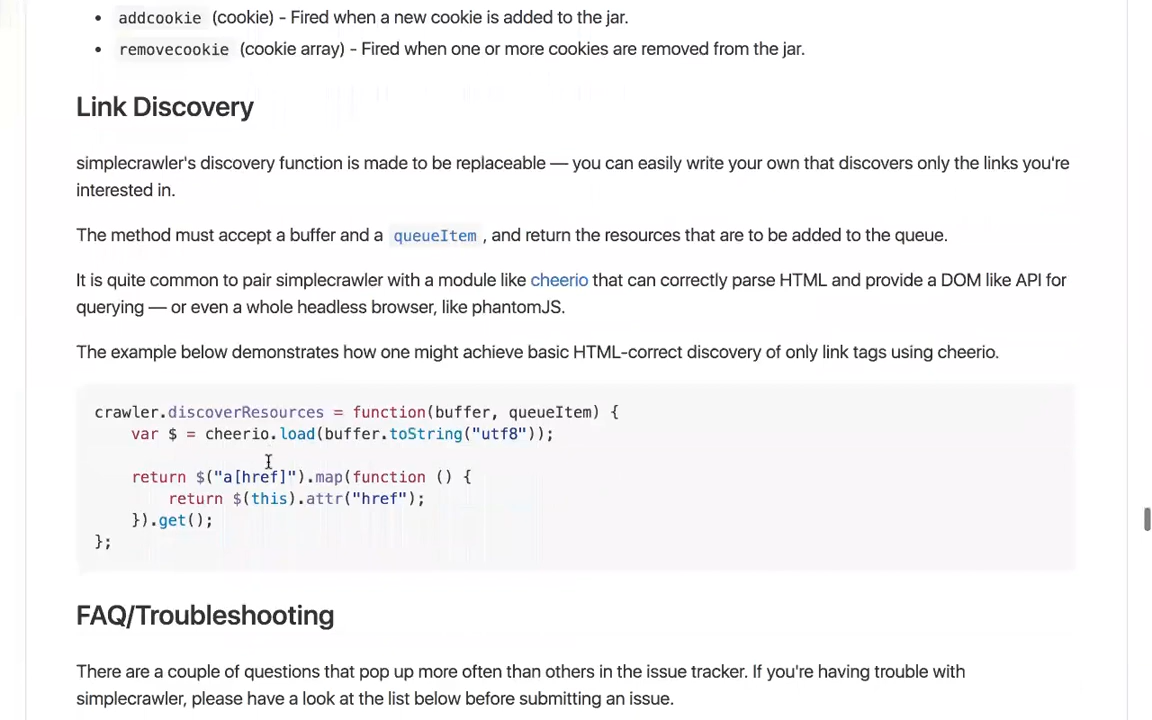 • addcookie (cookie) - Fired when a new cookie is added to the jar.
• removecookie (cookie array) - Fired when one or more cookies are removed from the jar.
Link Discovery
simplecrawler's discovery function is made to be replaceable — you can easily write your own that discovers only the links you're
interested in.
The method must accept a buffer and a queueItem , and return the resources that are to be added to the queue.
It is quite common to pair simplecrawler with a module like cheerio that can correctly parse HTML and provide a DOM like API for
querying — or even a whole headless browser, like phantomJS.
The example below demonstrates how one might achieve basic HTML-correct discovery of only link tags using cheerio.
crawler.discoverResources = function(buffer, queueItem) {
    var $ = cheerio.load(buffer.toString("utf8"));
    return $("a[href]").map(function () {
        return $(this).attr("href");
    }).get();
};
FAQ/Troubleshooting
There are a couple of questions that pop up more often than others in the issue tracker. If you're having trouble with
simplecrawler, please have a look at the list below before submitting an issue.